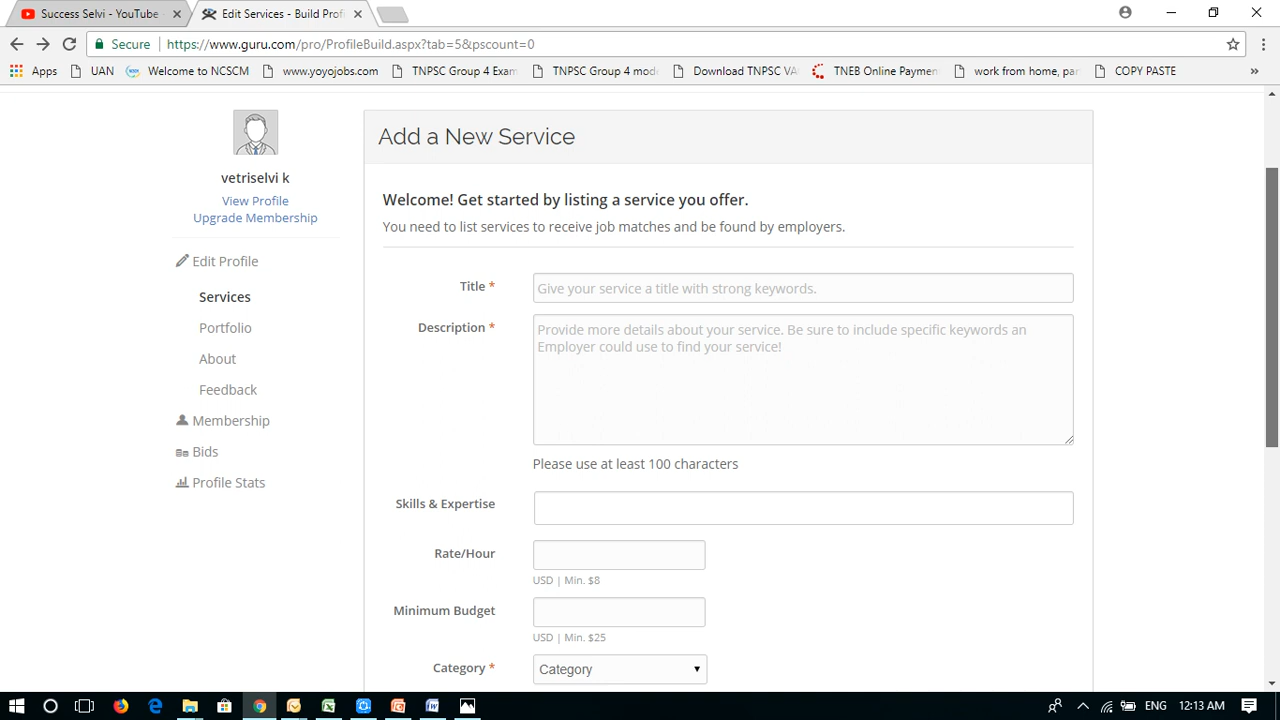 Success Selvi - YouTube
Edit Services - Build Profi
Secure
https://www.guru.com/pro/ProfileBuild.aspx?tab=5&pscount=0
Apps
UAN
Welcome to NCSCM
www.yoyojobs.com
TNPSC Group 4 Exam
TNPSC Group 4 mode
Download TNPSC VA
TNEB Online Payment
work from home, par
COPY PASTE
»
Add a New Service
vetriselvi k
View Profile
Upgrade Membership
Edit Profile
Services
Portfolio
About
Feedback
Membership
Bids
Profile Stats
Welcome! Get started by listing a service you offer.
You need to list services to receive job matches and be found by employers.
Title *
Give your service a title with strong keywords.
Description *
Provide more details about your service. Be sure to include specific keywords an
Employer could use to find your service!
Please use at least 100 characters
Skills & Expertise
Rate/Hour
USD | Min. $8
Minimum Budget
USD | Min. $25
Category *
Category
ENG
12:13 AM